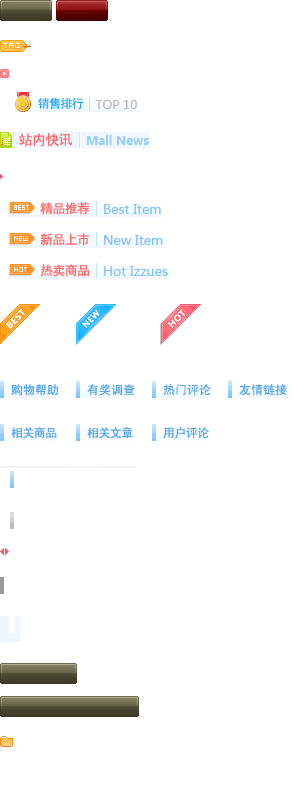 TAG
销售排行 TOP 10
站内快讯 Mall News
BEST 精品推荐 Best Item
NEW 新品上市 New Item
HOT 热卖商品 Hot Izzues
BEST NEW HOT
购物帮助 有奖调查 热门评论 友情链接
相关商品 相关文章 用户评论